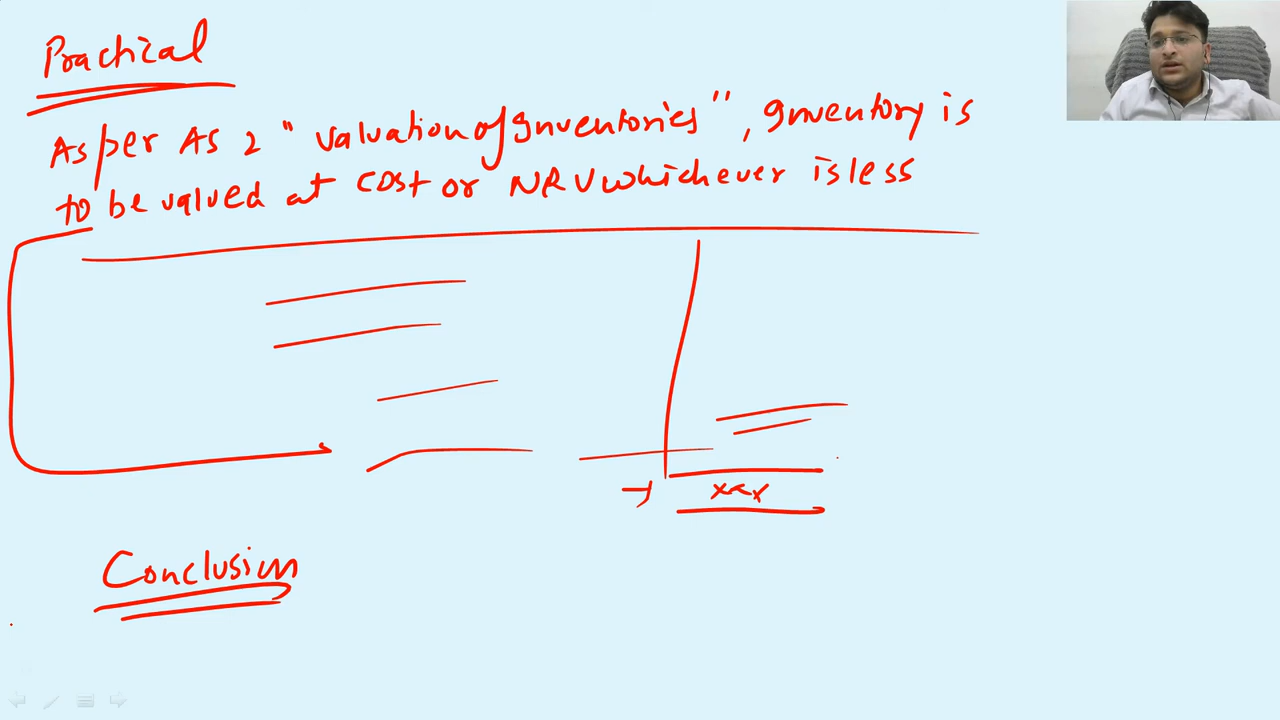 Practical
As per AS 2 "Valuation of Inventories", Inventory is
to be valued at cost or NRV whichever is less
xxx
Conclusion